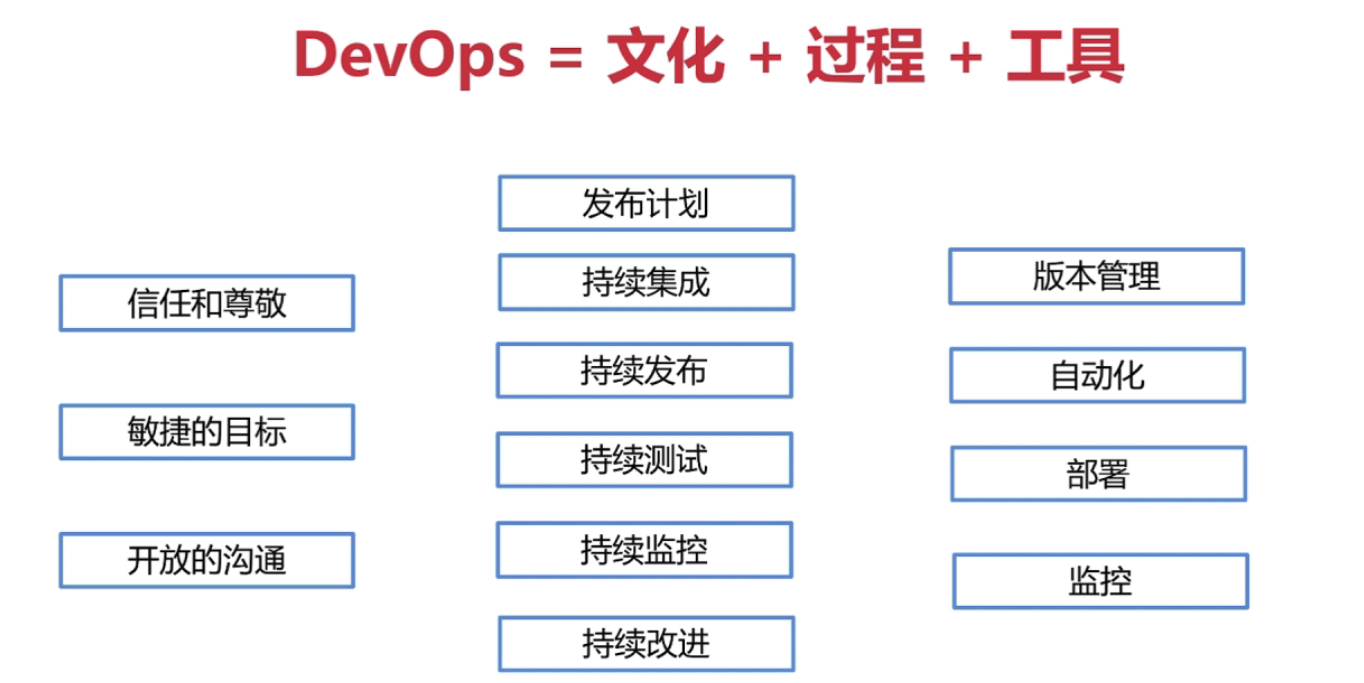 DevOps = 文化 + 过程 + 工具
信任和尊敬
敏捷的目标
开放的沟通
发布计划
持续集成
持续发布
持续测试
持续监控
持续改进
版本管理
自动化
部署
监控